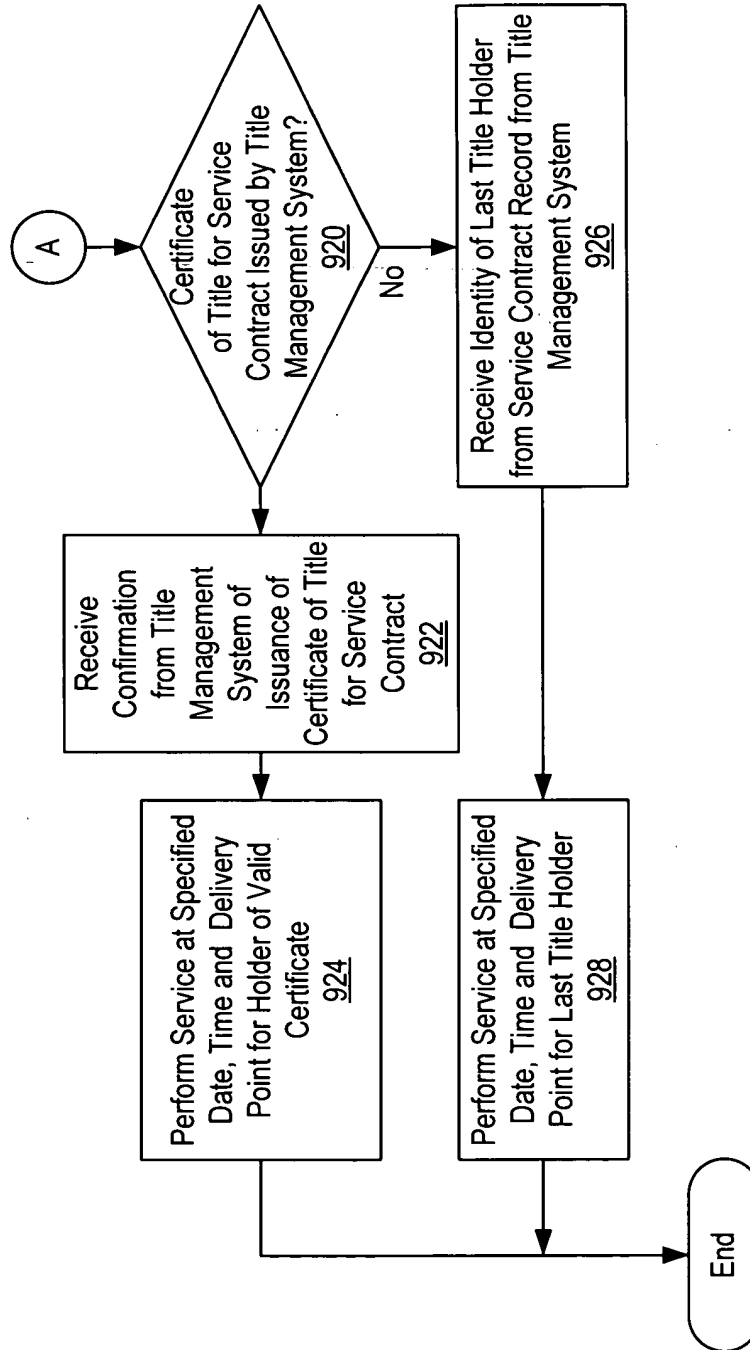 A
Certificate
of Title for Service
Contract Issued by Title
Management System?
920
No
Receive
Confirmation
from Title
Management
System of
Issuance of
Certificate of Title
for Service
Contract
922
Receive Identity of Last Title Holder
from Service Contract Record from Title
Management System
926
Perform Service at Specified
Date, Time and Delivery
Point for Holder of Valid
Certificate
924
Perform Service at Specified
Date, Time and Delivery
Point for Last Title Holder
928
End